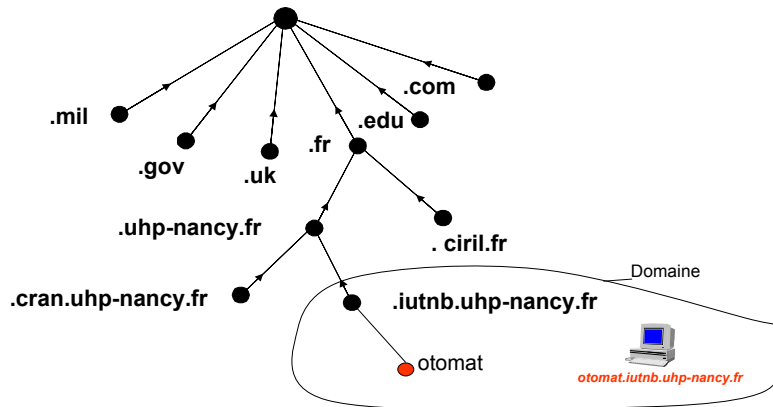 .com
.mil
.edu
.gov
.uk
.fr
.uhp-nancy.fr
. ciril.fr
Domaine
.cran.uhp-nancy.fr
.iutnb.uhp-nancy.fr
otomat
otomat.iutnb.uhp-nancy.fr